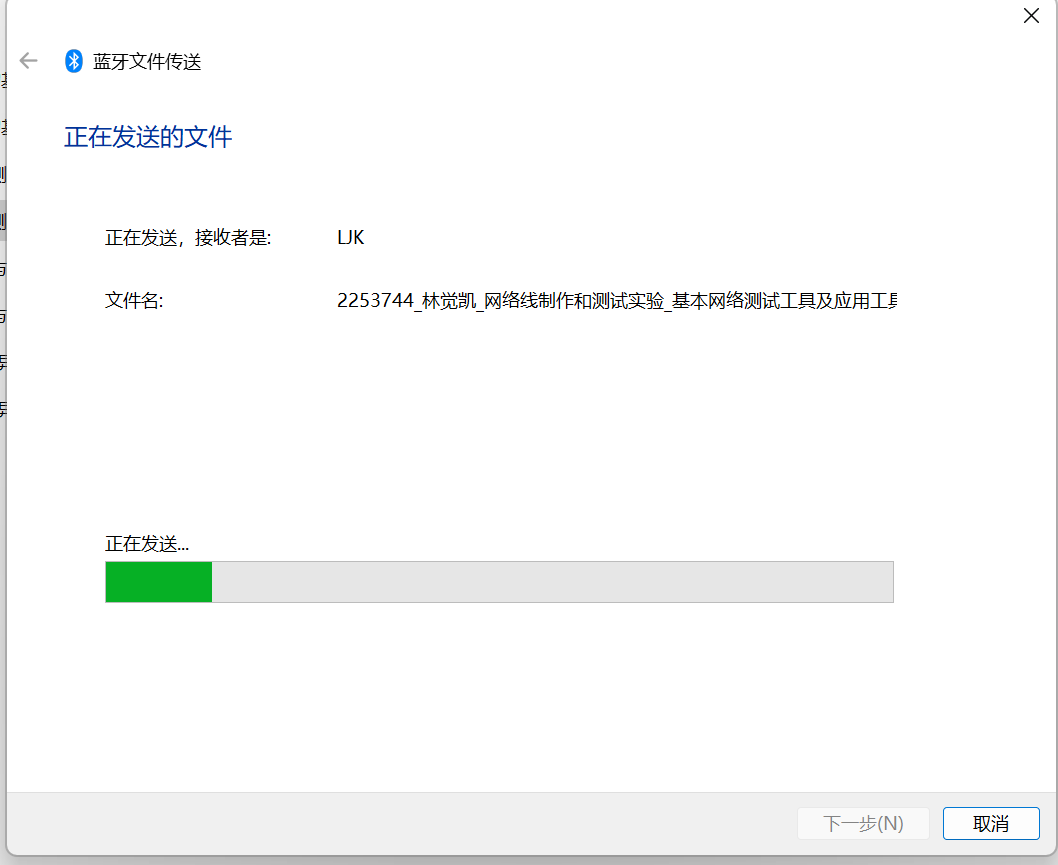 蓝牙文件传送
正在发送的文件
正在发送，接收者是:
LJK
文件名:
2253744_林觉凯_网络线制作和测试实验_基本网络测试工具及应用工具
正在发送...
下一步(N)
取消